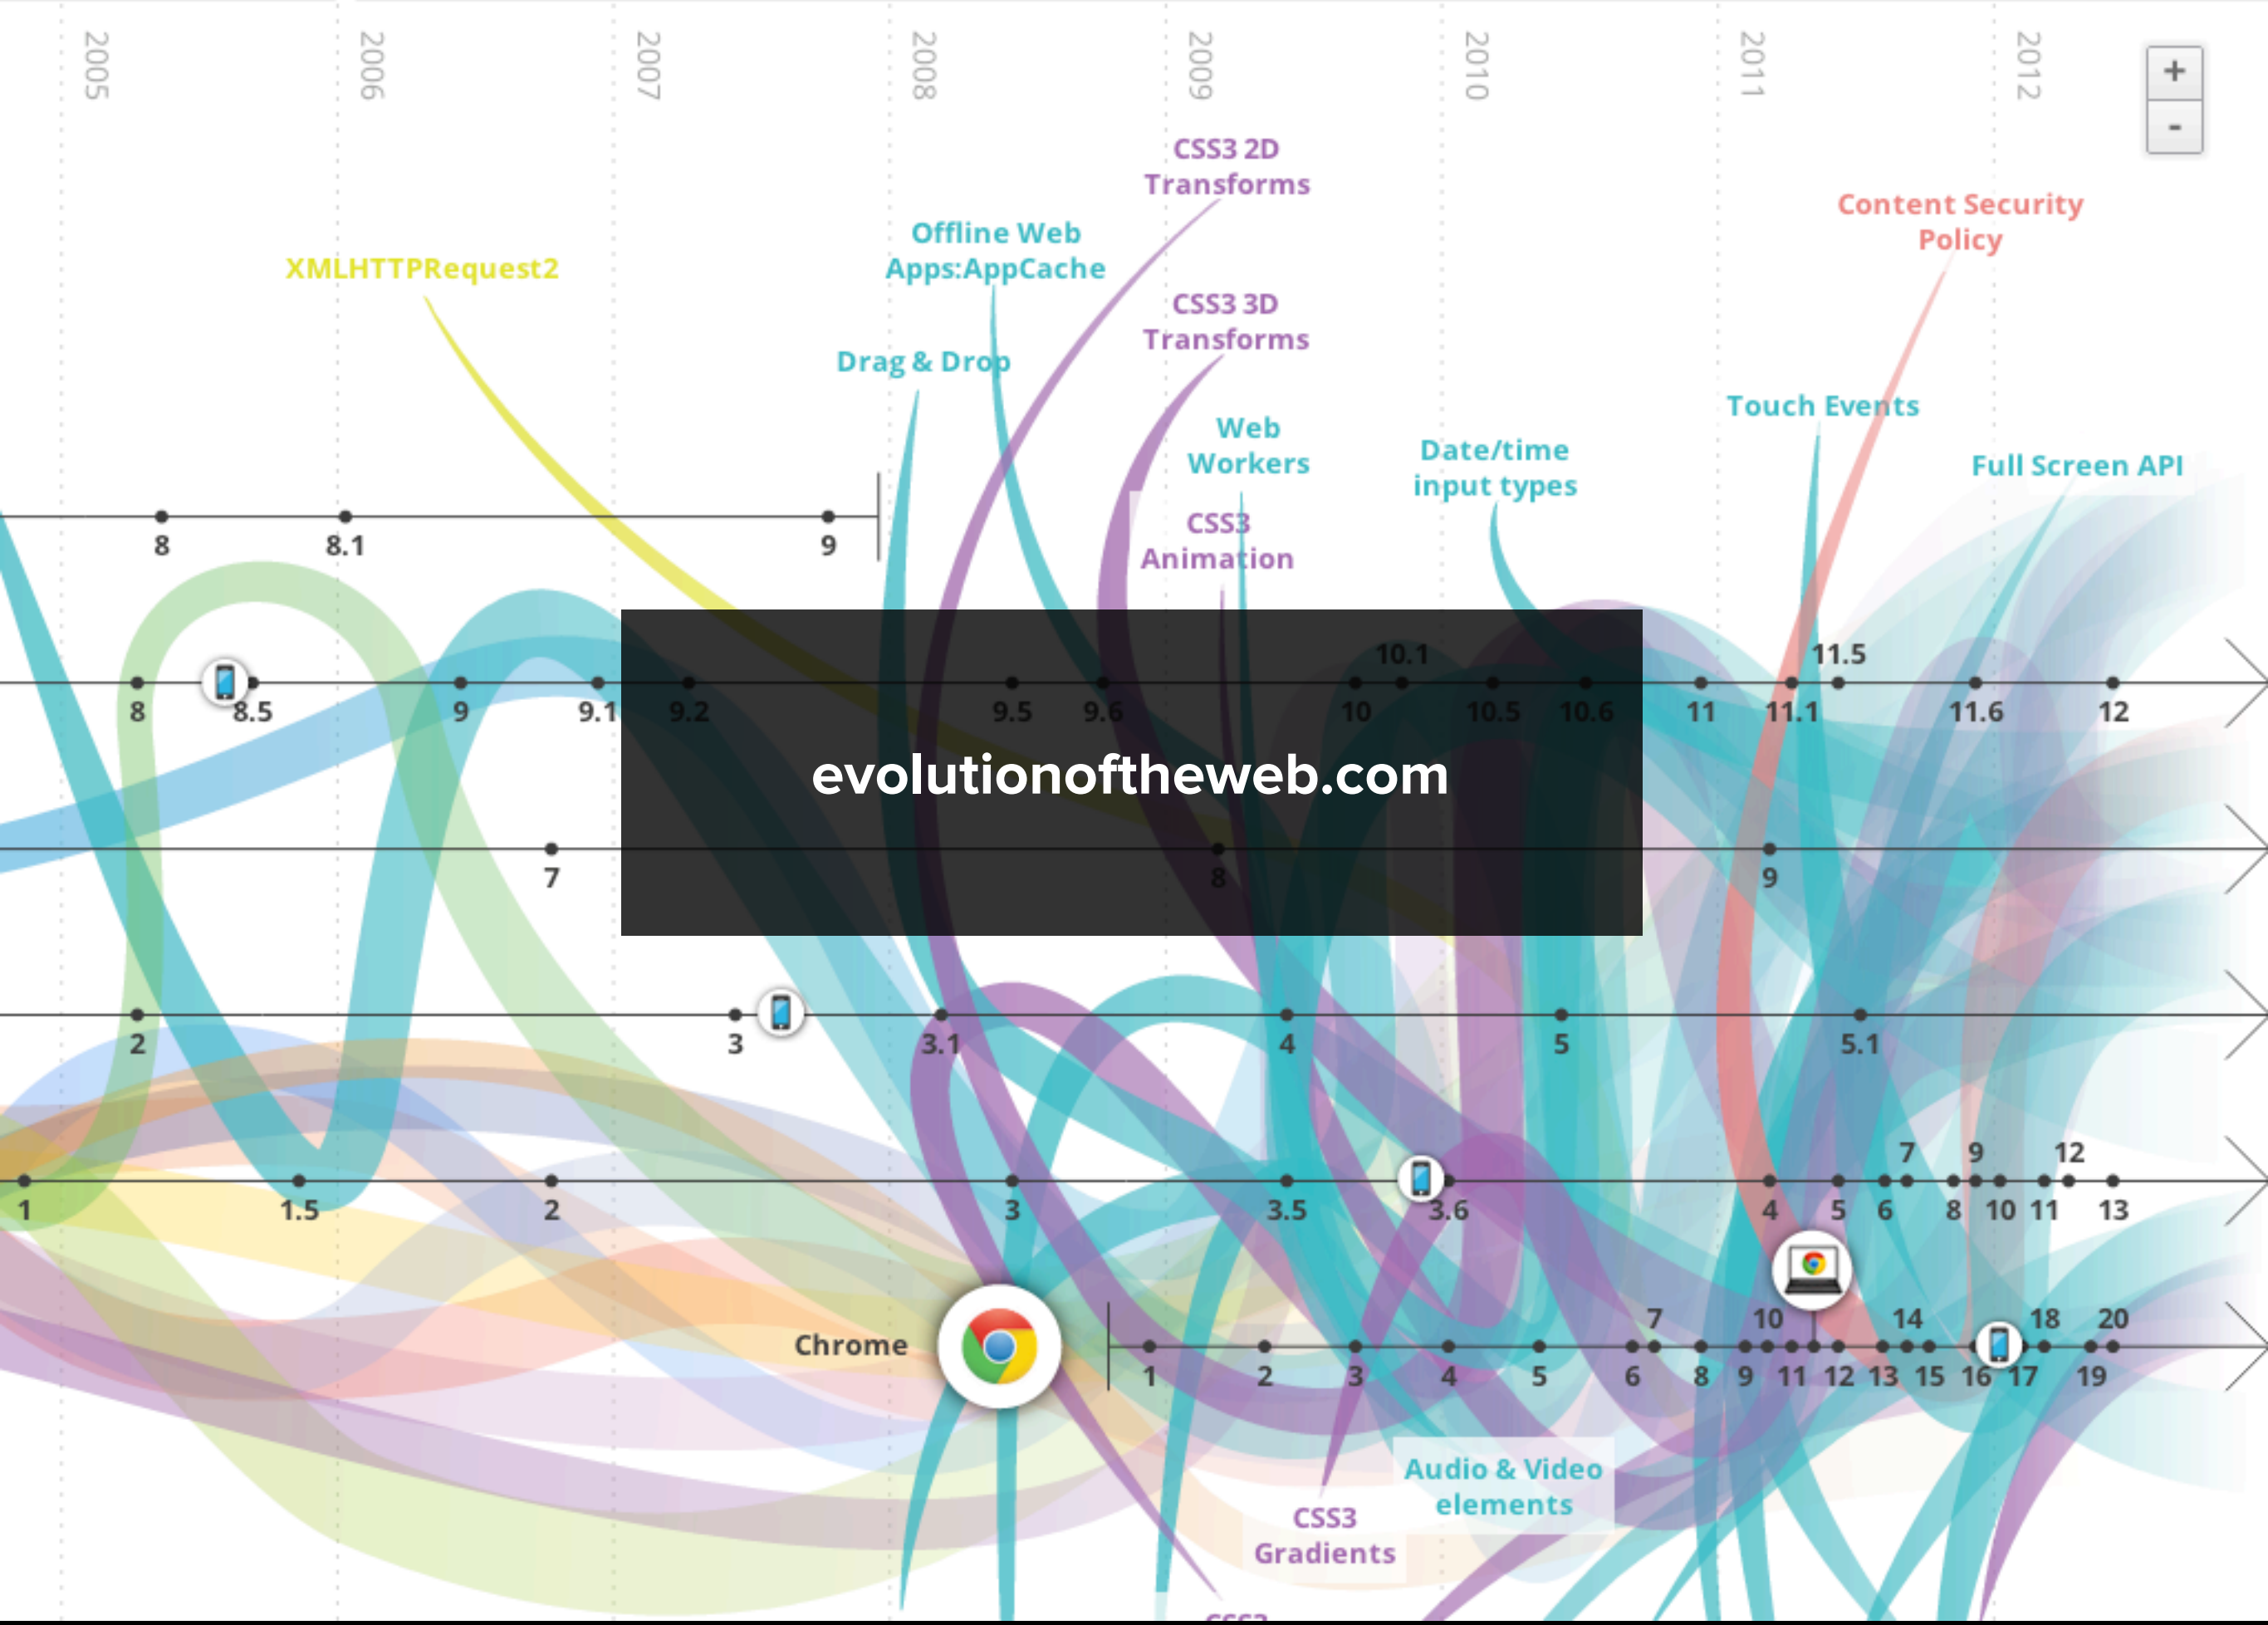 2005
2006
2007
2008
2009
2010
2011
2012
+
-
CSS3 2D
Transforms
Content Security
Policy
Offline Web
Apps:AppCache
XMLHTTPRequest2
CSS3 3D
Transforms
Drag & Drop
Touch Events
Web
Workers
Date/time
input types
Full Screen API
CSS3
Animation
8 8.1 9
10.1 11.5
8 8.5 9 9.1 9.2 9.5 9.6 10 10.5 10.6 11 11.1 11.6 12
evolutionoftheweb.com
7 8 9
2 3 3.1 4 5 5.1
7 9 12
1 1.5 2 3 3.5 3.6 4 5 6 8 10 11 13
7 10 14 18 20
Chrome
1 2 3 4 5 6 8 9 11 12 13 15 16 17 19
Audio & Video
elements
CSS3
Gradients
CSS3